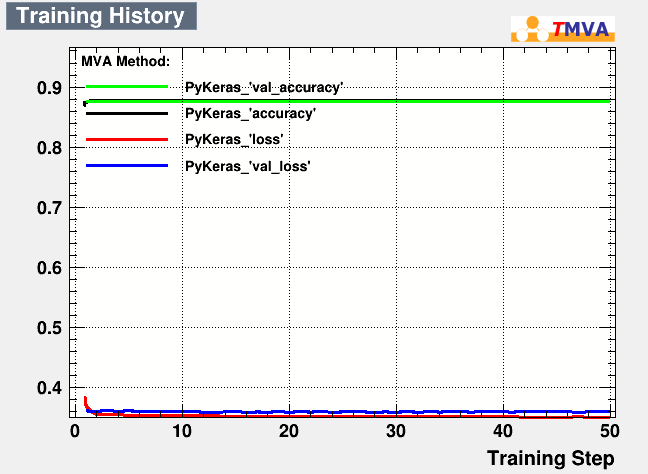 Training History
TMVA
MVA Method:
PyKeras_'val_accuracy'
PyKeras_'accuracy'
PyKeras_'loss'
PyKeras_'val_loss'
0.9
0.8
0.7
0.6
0.5
0.4
0 10 20 30 40 50
Training Step